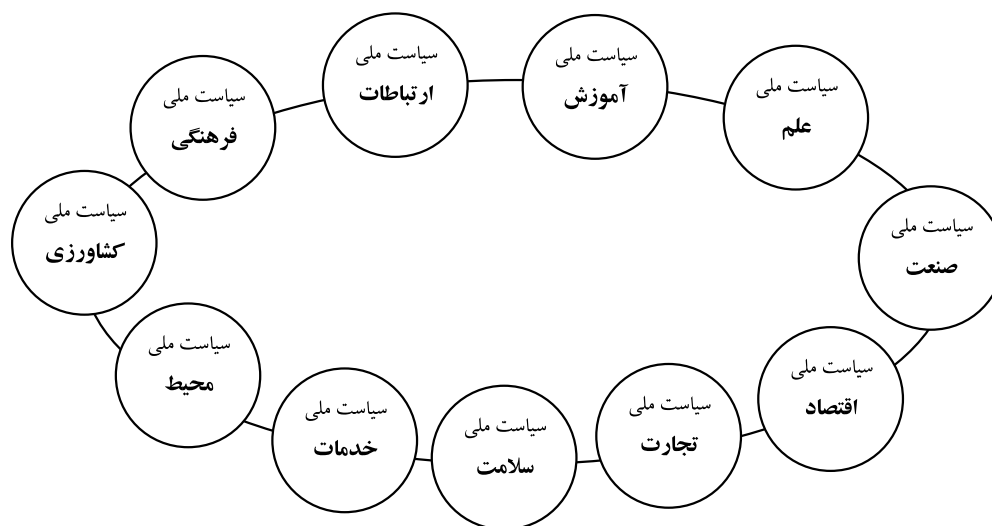 سیاست ملی
ارتباطات
سیاست ملی
آموزش
سیاست ملی
علم
سیاست ملی
صنعت
سیاست ملی
اقتصاد
سیاست ملی
تجارت
سیاست ملی
سلامت
سیاست ملی
خدمات
سیاست ملی
محیط
سیاست ملی
کشاورزی
سیاست ملی
فرهنگی